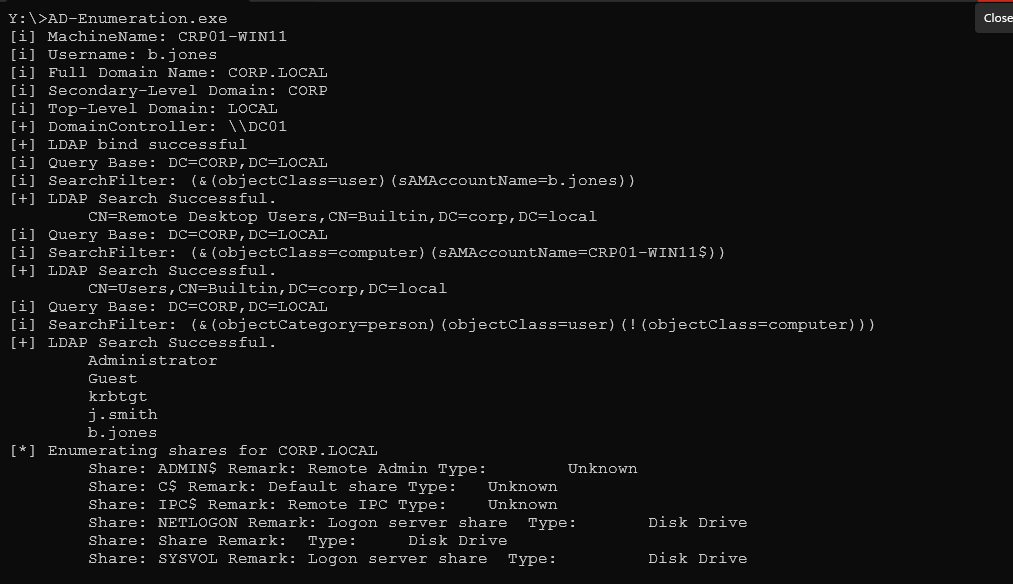 Close
Y:\>AD-Enumeration.exe
[i] MachineName: CRP01-WIN11
[i] Username: b.jones
[i] Full Domain Name: CORP.LOCAL
[i] Secondary-Level Domain: CORP
[i] Top-Level Domain: LOCAL
[+] DomainController: \\DC01
[+] LDAP bind successful
[i] Query Base: DC=CORP,DC=LOCAL
[i] SearchFilter: (&(objectClass=user)(sAMAccountName=b.jones))
[+] LDAP Search Successful.
        CN=Remote Desktop Users,CN=Builtin,DC=corp,DC=local
[i] Query Base: DC=CORP,DC=LOCAL
[i] SearchFilter: (&(objectClass=computer)(sAMAccountName=CRP01-WIN11$))
[+] LDAP Search Successful.
        CN=Users,CN=Builtin,DC=corp,DC=local
[i] Query Base: DC=CORP,DC=LOCAL
[i] SearchFilter: (&(objectCategory=person)(objectClass=user)(!(objectClass=computer)))
[+] LDAP Search Successful.
        Administrator
        Guest
        krbtgt
        j.smith
        b.jones
[*] Enumerating shares for CORP.LOCAL
        Share: ADMIN$ Remark: Remote Admin Type:        Unknown
        Share: C$ Remark: Default share Type:   Unknown
        Share: IPC$ Remark: Remote IPC Type:    Unknown
        Share: NETLOGON Remark: Logon server share  Type:       Disk Drive
        Share: Share Remark:  Type:     Disk Drive
        Share: SYSVOL Remark: Logon server share  Type:         Disk Drive